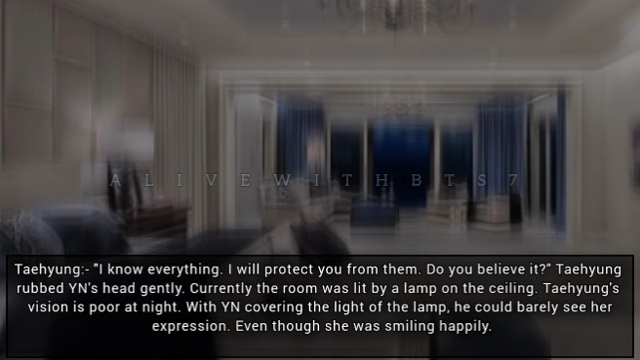 ALIVEWITHBTS7
Taehyung:- "I know everything. I will protect you from them. Do you believe it?" Taehyung
rubbed YN's head gently. Currently the room was lit by a lamp on the ceiling. Taehyung's
vision is poor at night. With YN covering the light of the lamp, he could barely see her
expression. Even though she was smiling happily.